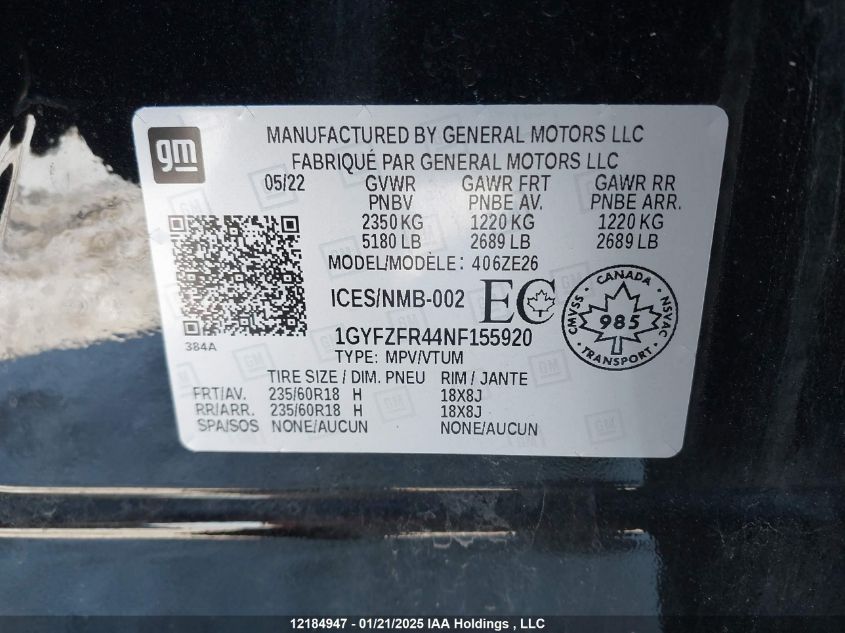 gm
MANUFACTURED BY GENERAL MOTORS LLC
FABRIQUÉ PAR GENERAL MOTORS LLC
05/22 GVWR GAWR FRT GAWR RR
PNBV PNBE AV. PNBE ARR.
2350 KG 1220 KG 1220 KG
5180 LB 2689 LB 2689 LB
MODEL/MODÈLE: 406ZE26
ICES/NMB-002 EC
CANADA
CMVSS 985 NSVAC
TRANSPORT
384A
1GYFZFR44NF155920
TYPE: MPV/VTUM
TIRE SIZE / DIM. PNEU RIM / JANTE
FRT/AV. 235/60R18 H 18X8J
RR/ARR. 235/60R18 H 18X8J
SPA/SOS NONE/AUCUN NONE/AUCUN
12184947 - 01/21/2025 IAA Holdings , LLC